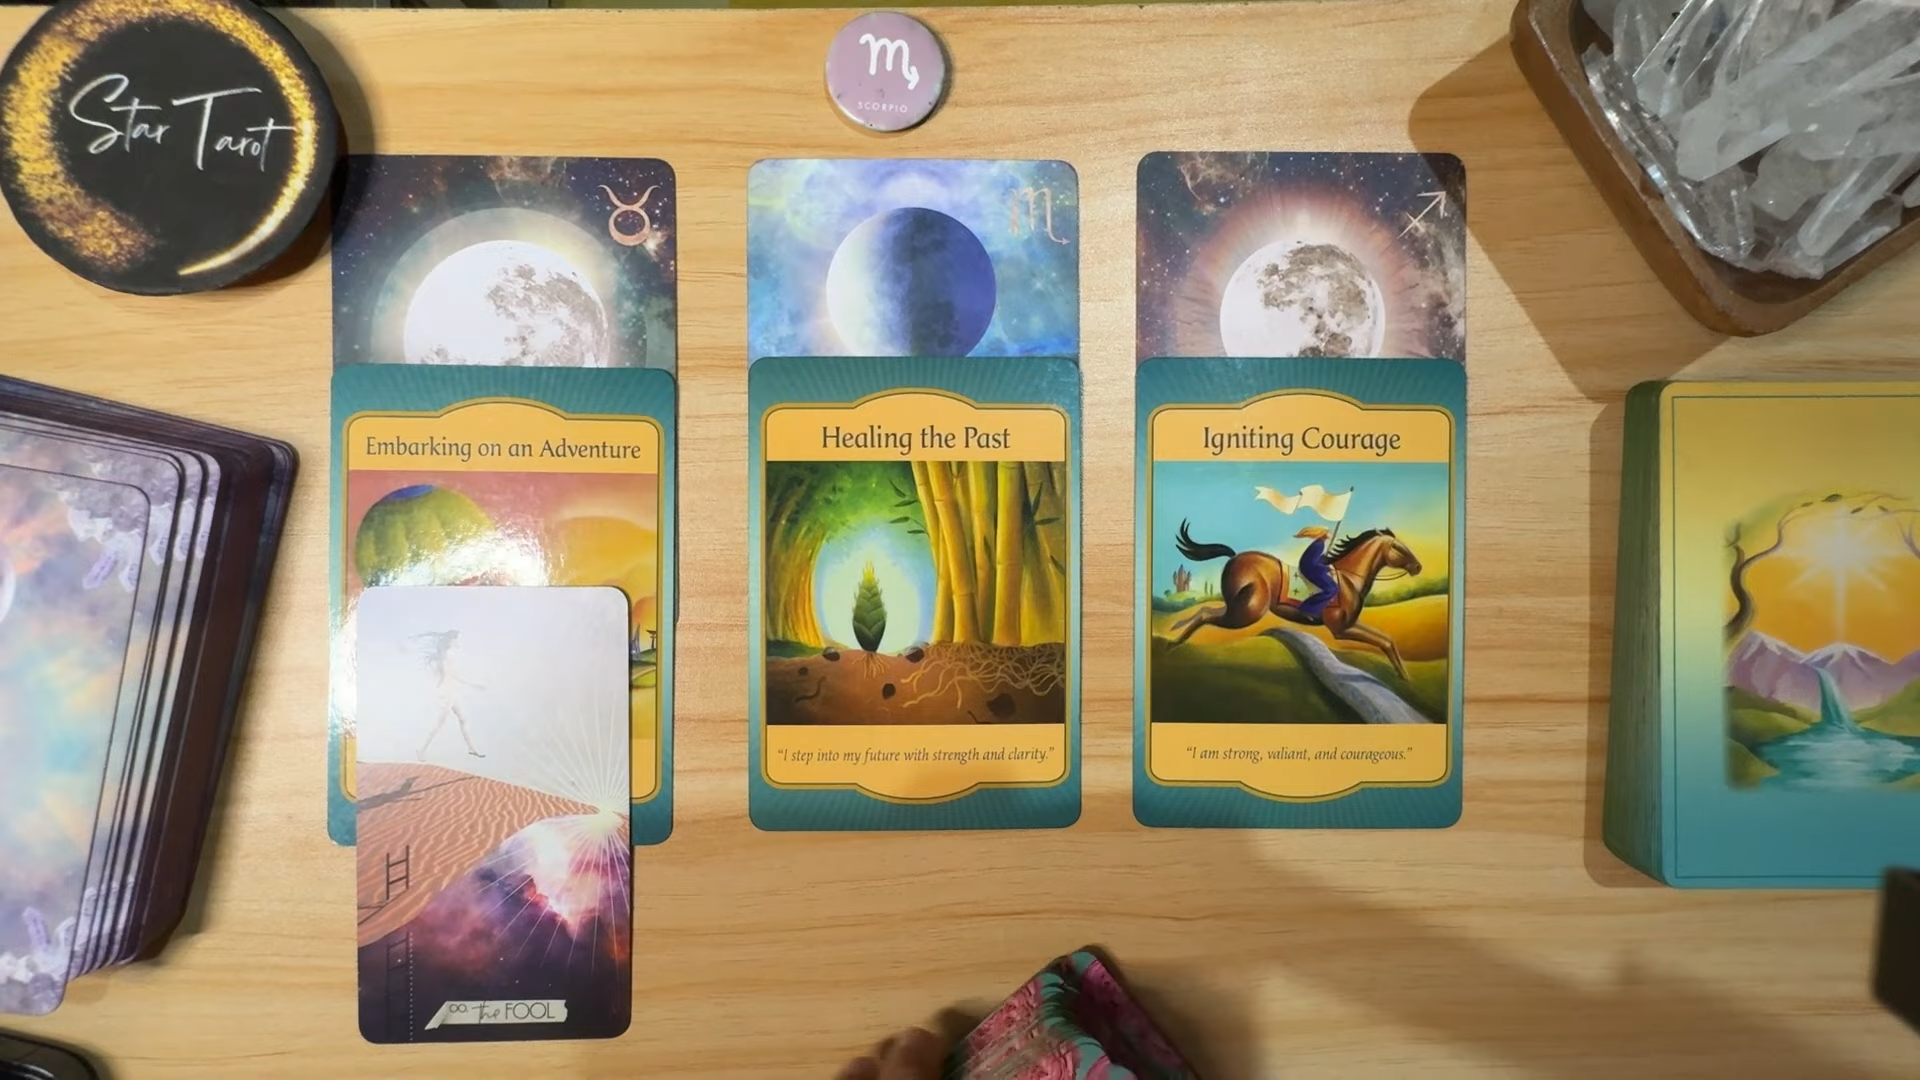 Star Tarot
SCORPIO
Embarking on an Adventure
Healing the Past
Igniting Courage
"I step into my future with strength and clarity."
"I am strong, valiant, and courageous."
00. the FOOL